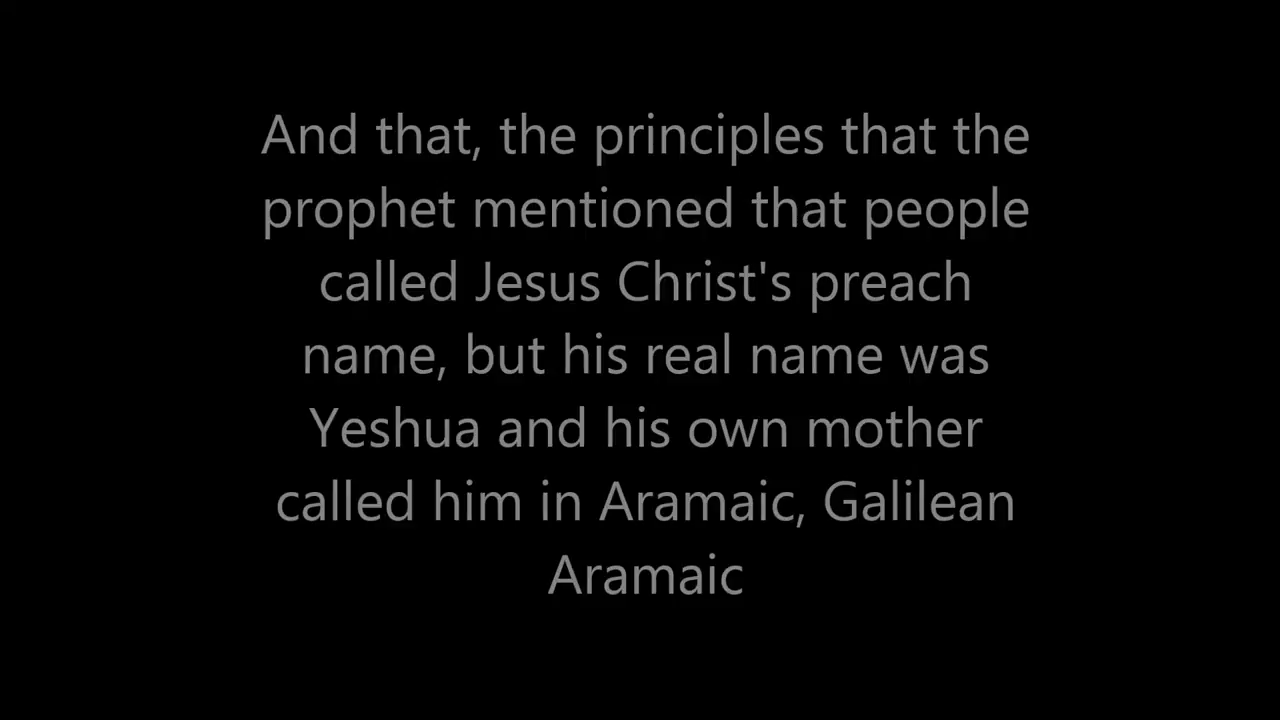 And that, the principles that the
prophet mentioned that people
called Jesus Christ's preach
name, but his real name was
Yeshua and his own mother
called him in Aramaic, Galilean
Aramaic